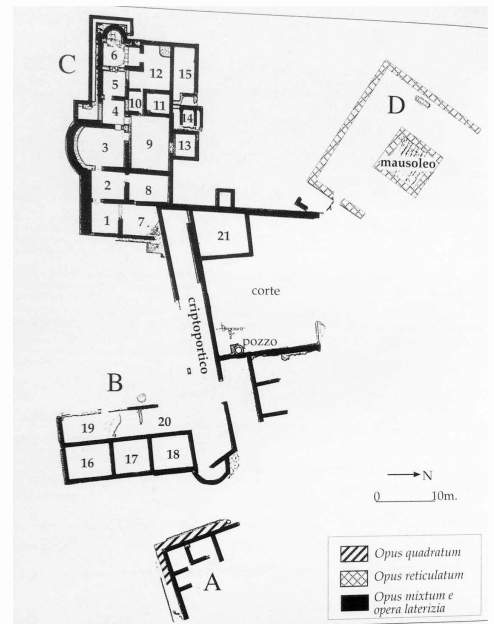 C
6
5
4
3
2
1
12
15
10
11
14
9
13
8
7
21
D
mausoleo
corte
criptoportico
pozzo
B
19
20
16
17
18
A
N
0 10m.
Opus quadratum
Opus reticulatum
Opus mixtum e
opera laterizia